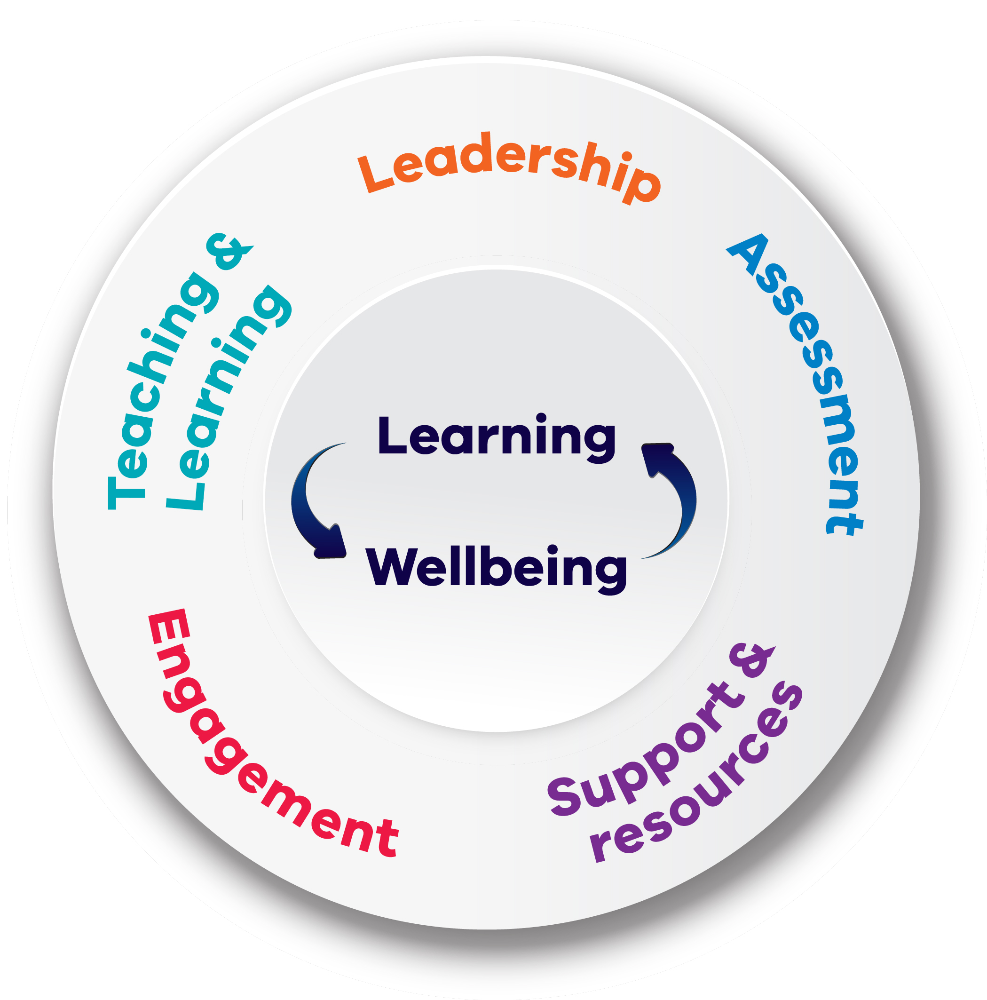 Leadership
Assessment
Support &
resources
Engagement
Teaching &
Learning
Learning
Wellbeing